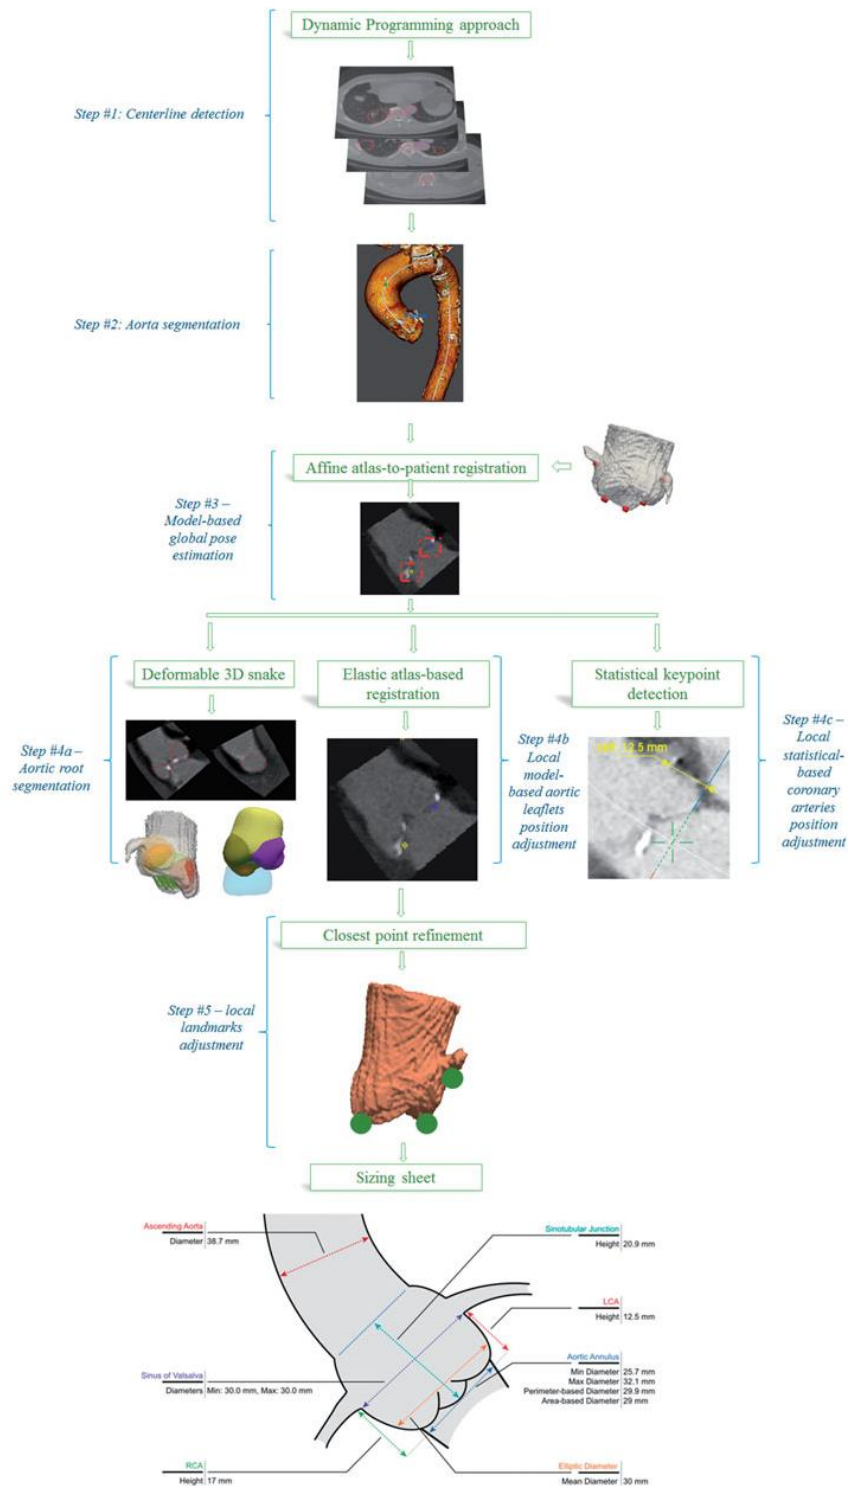 Dynamic Programming approach
Step #1: Centerline detection
Step #2: Aorta segmentation
Affine atlas-to-patient registration
Step #3 –
Model-based
global pose
estimation
Deformable 3D snake
Elastic atlas-based
registration
Statistical keypoint
detection
Step #4a –
Aortic root
segmentation
Step #4b
Local
model-
based aortic
leaflets
position
adjustment
12.5 mm
Step #4c –
Local
statistical-
based
coronary
arteries
position
adjustment
Closest point refinement
Step #5 – local
landmarks
adjustment
Sizing sheet
Ascending Aorta
Diameter 38.7 mm
Sinotubular Junction
Height 20.9 mm
LCA
Height 12.5 mm
Sinus of Valsalva
Diameters Min: 30.0 mm, Max: 30.0 mm
Aortic Annulus
Min Diameter 25.7 mm
Max Diameter 32.1 mm
Perimeter-based Diameter 29.9 mm
Area-based Diameter 29 mm
RCA
Height 17 mm
Elliptic Diameter
Mean Diameter 30 mm